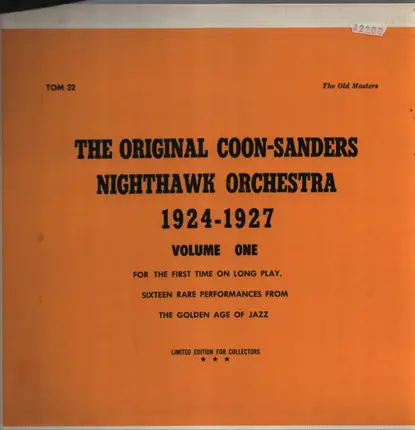 TOM 32
The Old Masters
THE ORIGINAL COON-SANDERS
NIGHTHAWK ORCHESTRA
1924-1927
VOLUME ONE
FOR THE FIRST TIME ON LONG PLAY,
SIXTEEN RARE PERFORMANCES FROM
THE GOLDEN AGE OF JAZZ
LIMITED EDITION FOR COLLECTORS
★ ★ ★